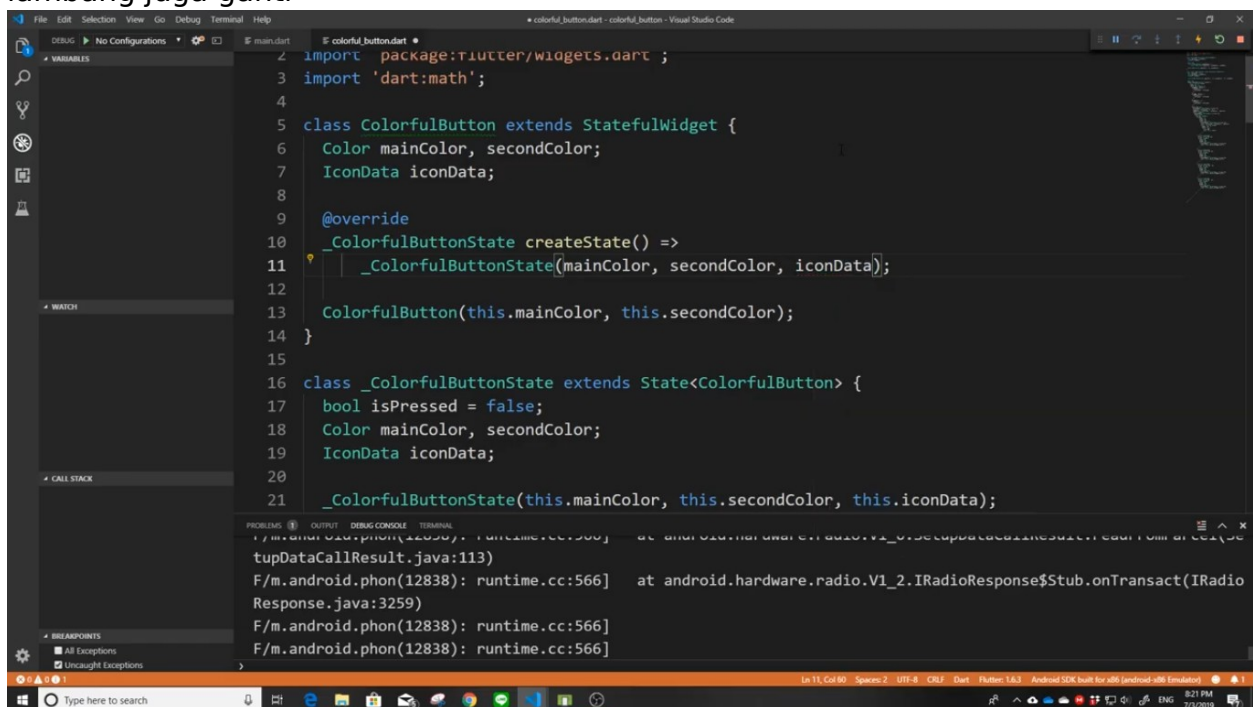 File Edit Selection View Go Debug Terminal Help
● colorful_button.dart - colorful_button - Visual Studio Code
DEBUG No Configurations
main.dart colorful_button.dart ●
VARIABLES
2 import 'package:flutter/widgets.dart';
3 import 'dart:math';
4
5 class ColorfulButton extends StatefulWidget {
6 Color mainColor, secondColor;
7 IconData iconData;
8
9 @override
10 _ColorfulButtonState createState() =>
11 _ColorfulButtonState(mainColor, secondColor, iconData);
12
WATCH
13 ColorfulButton(this.mainColor, this.secondColor);
14 }
15
16 class _ColorfulButtonState extends State<ColorfulButton> {
17 bool isPressed = false;
18 Color mainColor, secondColor;
19 IconData iconData;
20
CALL STACK
21 _ColorfulButtonState(this.mainColor, this.secondColor, this.iconData);
PROBLEMS 1 OUTPUT DEBUG CONSOLE TERMINAL
tupDataCallResult.java:113)
F/m.android.phon(12838): runtime.cc:566] at android.hardware.radio.V1_2.IRadioResponse$Stub.onTransact(IRadio
Response.java:3259)
F/m.android.phon(12838): runtime.cc:566]
F/m.android.phon(12838): runtime.cc:566]
BREAKPOINTS
All Exceptions
Uncaught Exceptions
0 0 1
Ln 11, Col 60 Spaces: 2 UTF-8 CRLF Dart Flutter: 1.6.3 Android SDK built for x86 (android-x86 Emulator) 1
Type here to search
ENG
8:21 PM
7/3/2019